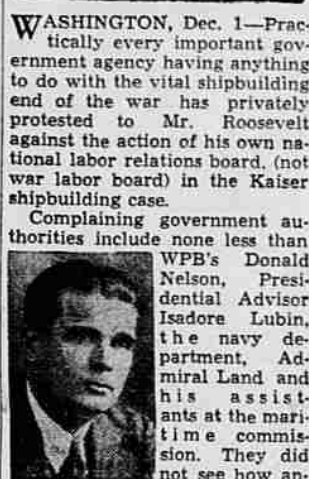 WASHINGTON, Dec. 1—Prac-
tically every important gov-
ernment agency having anything
to do with the vital shipbuilding
end of the war has privately
protested to Mr. Roosevelt
against the action of his own na-
tional labor relations board, (not
war labor board) in the Kaiser
shipbuilding case.
Complaining government au-
thorities include none less than
WPB's Donald
Nelson, Presi-
dential Advisor
Isadore Lubin,
the navy de-
partment, Ad-
miral Land and
his assist-
ants at the mari-
time commis-
sion. They did
not see how an-